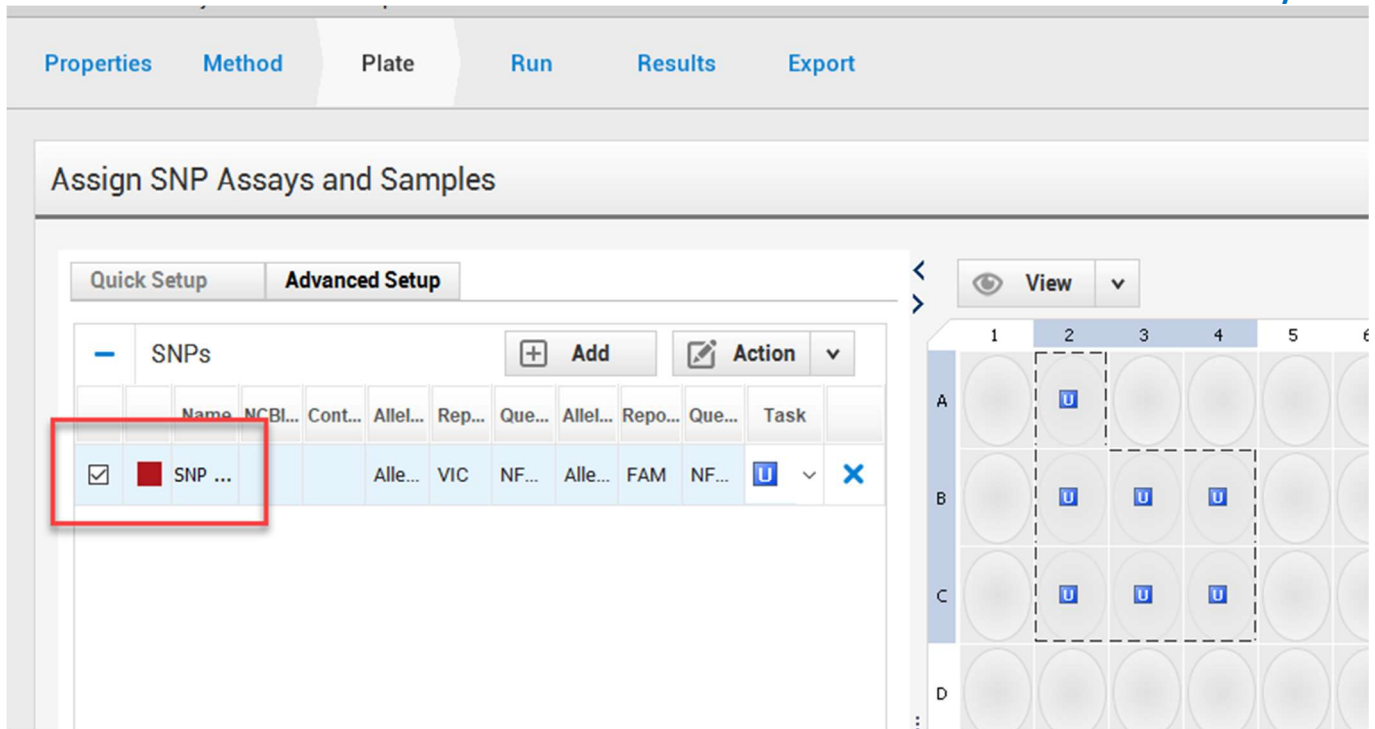 Properties Method Plate Run Results Export
Assign SNP Assays and Samples
Quick Setup Advanced Setup
View
SNPs Add Action
Name NCBI... Cont... Allel... Rep... Que... Allel... Repo... Que... Task
SNP ... Alle... VIC NF... Alle... FAM NF... U
1 2 3 4 5
A U
B U U U
C U U U
D